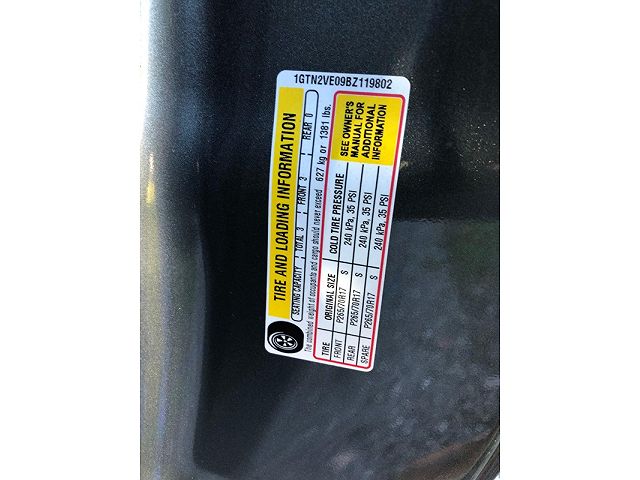 1GTN2VE09BZ119802
TIRE AND LOADING INFORMATION
SEATING CAPACITY TOTAL 3 FRONT 3 REAR 0
The combined weight of occupants and cargo should never exceed 627 kg or 1381 lbs.
TIRE ORIGINAL SIZE COLD TIRE PRESSURE
FRONT P265/70R17 S 240 kPa, 35 PSI
REAR P265/70R17 S 240 kPa, 35 PSI
SPARE P265/70R17 S 240 kPa, 35 PSI
SEE OWNER'S
MANUAL FOR
ADDITIONAL
INFORMATION